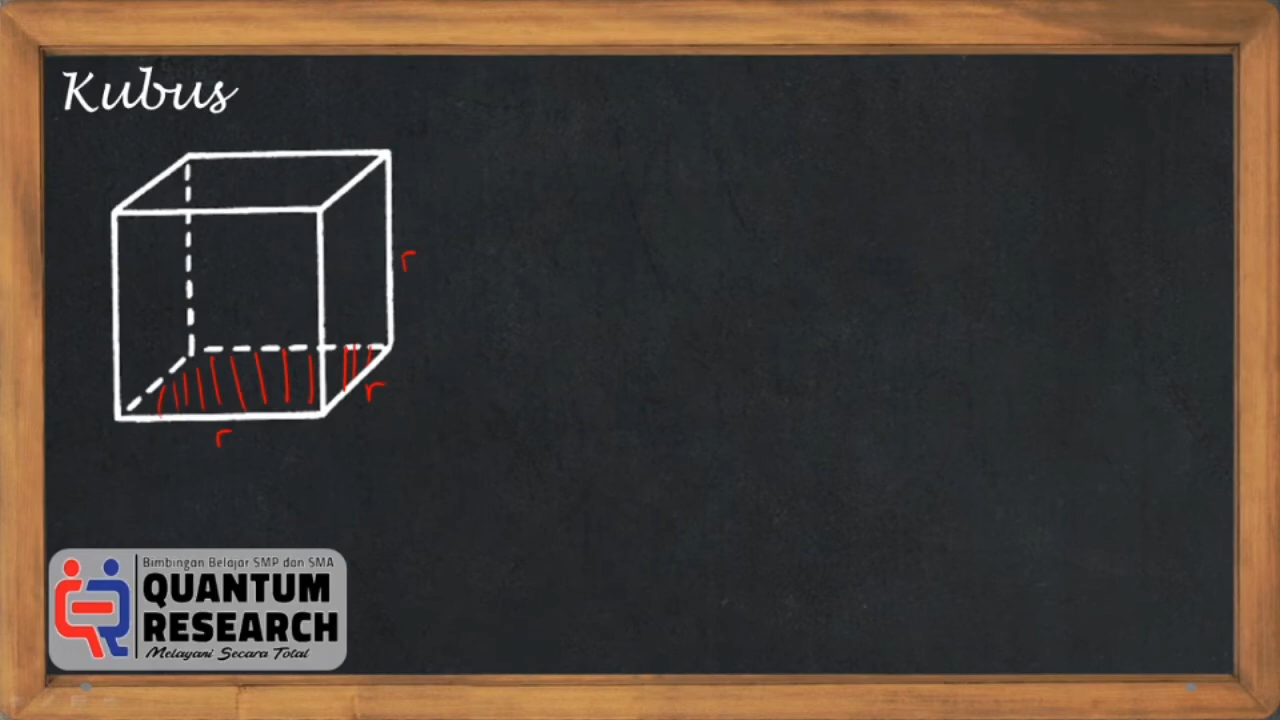 Kubus
r
r
r
Bimbingan Belajar SMP dan SMA
QUANTUM
RESEARCH
Melayani Secara Total